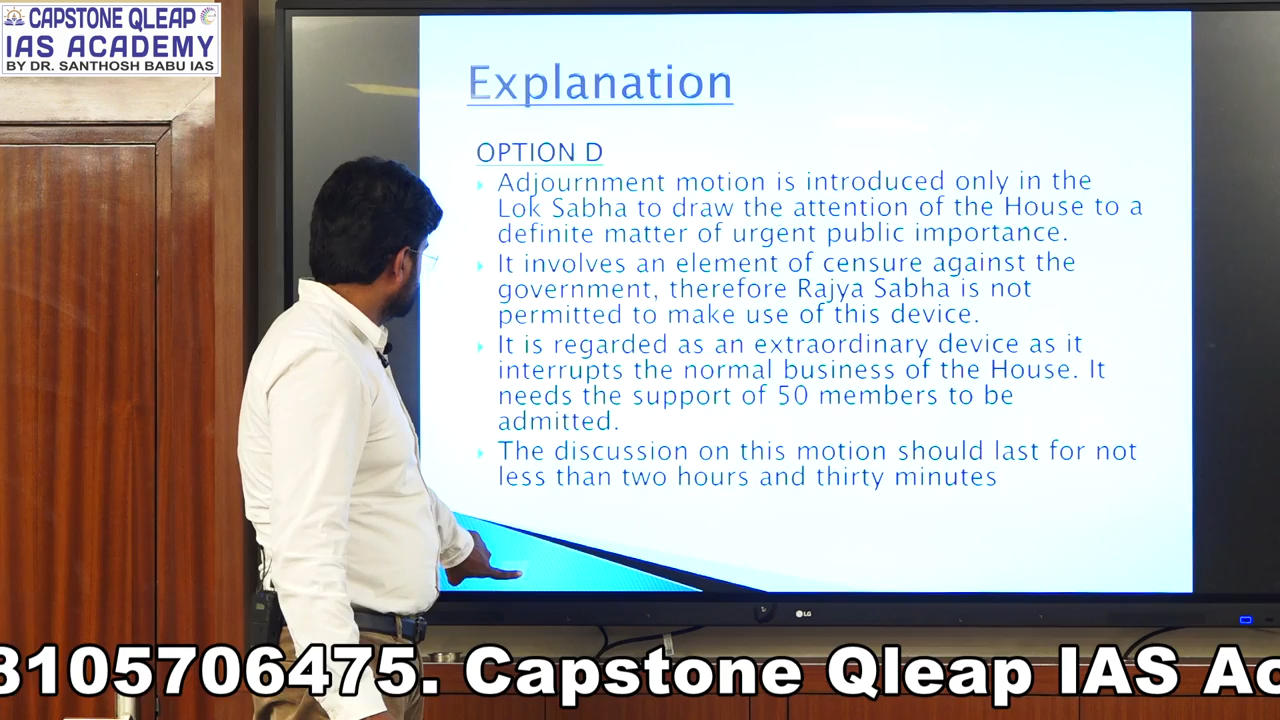 CAPSTONE QLEAP
IAS ACADEMY
BY DR. SANTHOSH BABU IAS
Explanation
OPTION D
Adjournment motion is introduced only in the
Lok Sabha to draw the attention of the House to a
definite matter of urgent public importance.
It involves an element of censure against the
government, therefore Rajya Sabha is not
permitted to make use of this device.
It is regarded as an extraordinary device as it
interrupts the normal business of the House. It
needs the support of 50 members to be
admitted.
The discussion on this motion should last for not
less than two hours and thirty minutes
LG
8105706475. Capstone Qleap IAS Ac